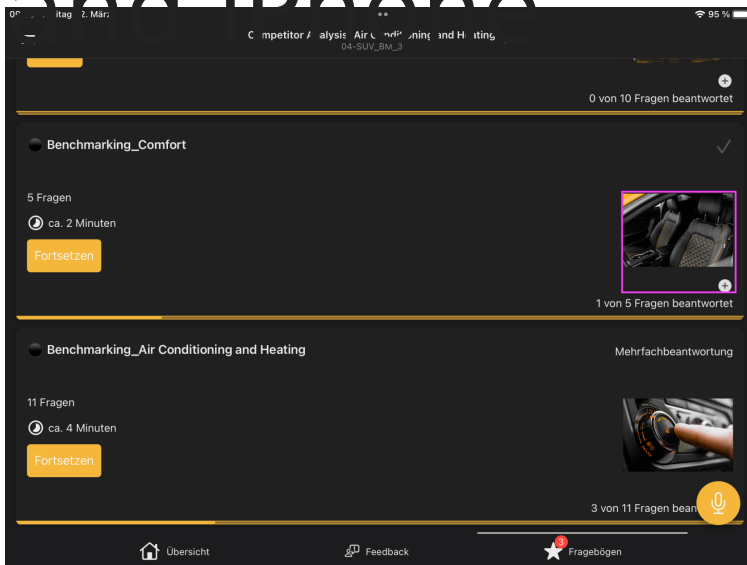 and iPhone
95 %
04-SUV_BM_3
0 von 10 Fragen beantwortet
Benchmarking_Comfort
5 Fragen
ca. 2 Minuten
Fortsetzen
1 von 5 Fragen beantwortet
Benchmarking_Air Conditioning and Heating
Mehrfachbeantwortung
11 Fragen
ca. 4 Minuten
Fortsetzen
3 von 11 Fragen
Übersicht
Feedback
3
Fragebögen